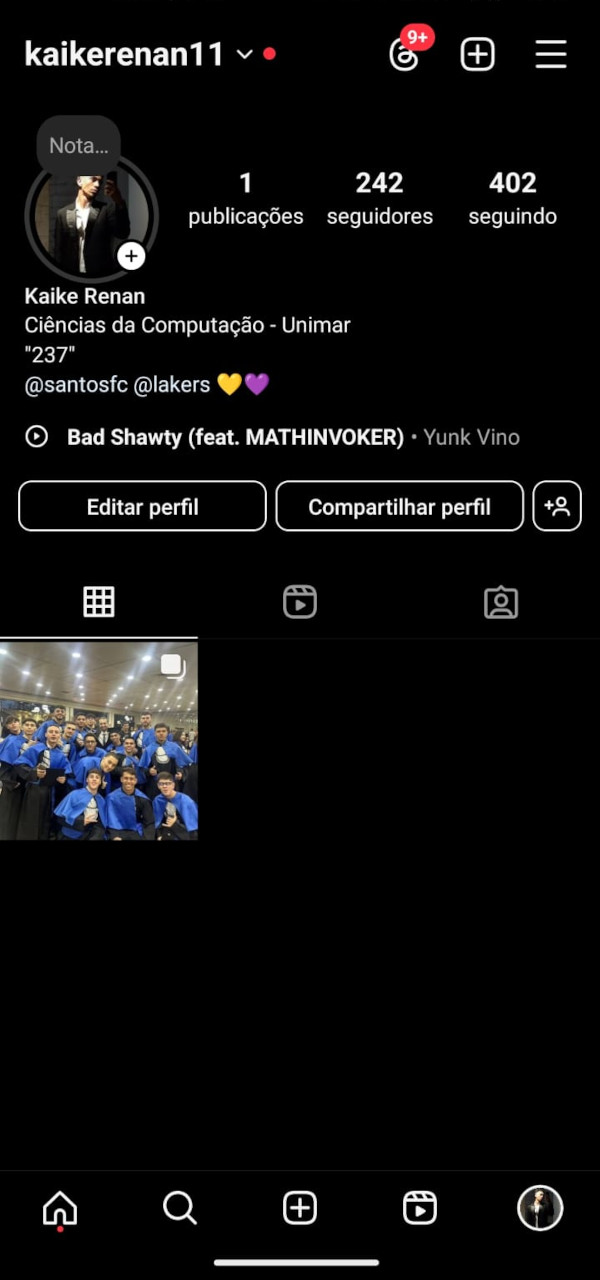 kaikerenan11
9+
Nota...
1
242
402
publicações
seguidores
seguindo
Kaike Renan
Ciências da Computação - Unimar
"237"
@santosfc @lakers 💛💜
Bad Shawty (feat. MATHINVOKER) • Yunk Vino
Editar perfil
Compartilhar perfil